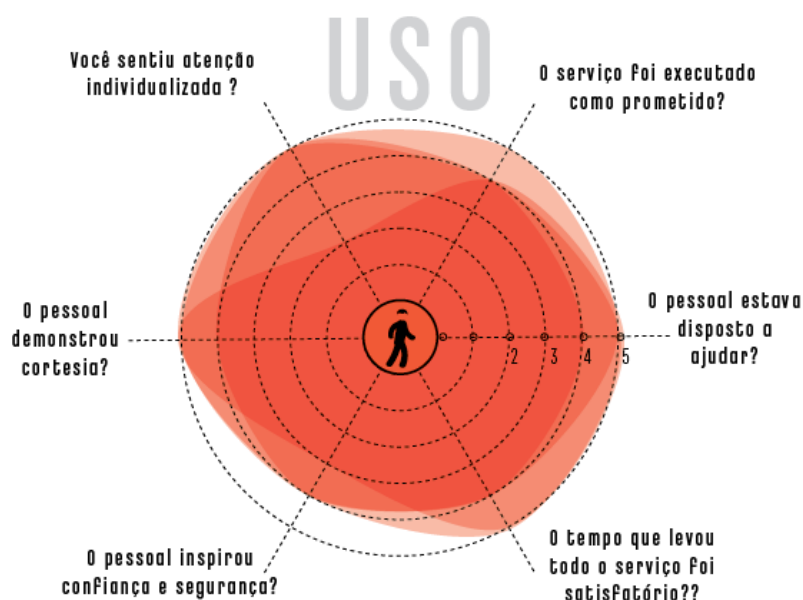 USO
Você sentiu atenção
individualizada ?
O serviço foi executado
como prometido?
O pessoal
demonstrou
cortesia?
O pessoal estava
disposto a
ajudar?
2
3
4
5
O pessoal inspirou
confiança e segurança?
O tempo que levou
todo o serviço foi
satisfatório??